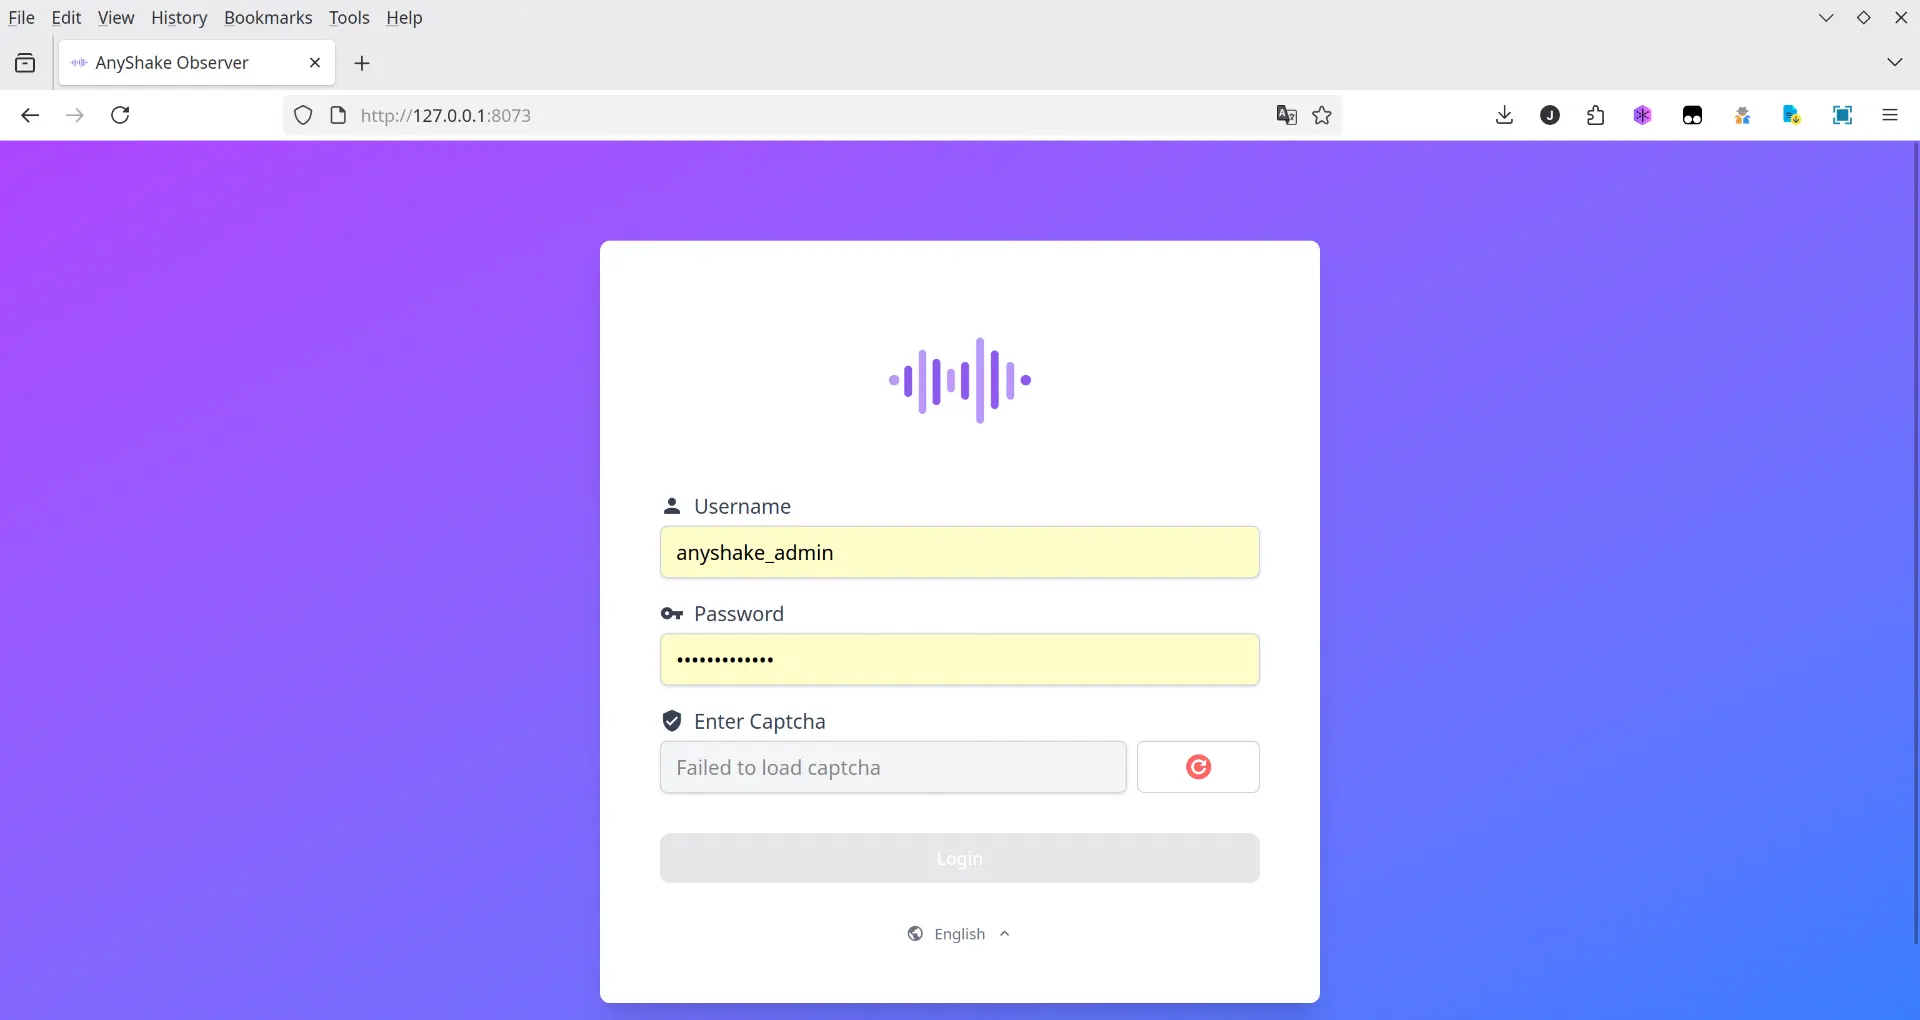 File Edit View History Bookmarks Tools Help
AnyShake Observer
http://127.0.0.1:8073
J
Username
anyshake_admin
Password
•••••••••••••
Enter Captcha
Failed to load captcha
Login
English